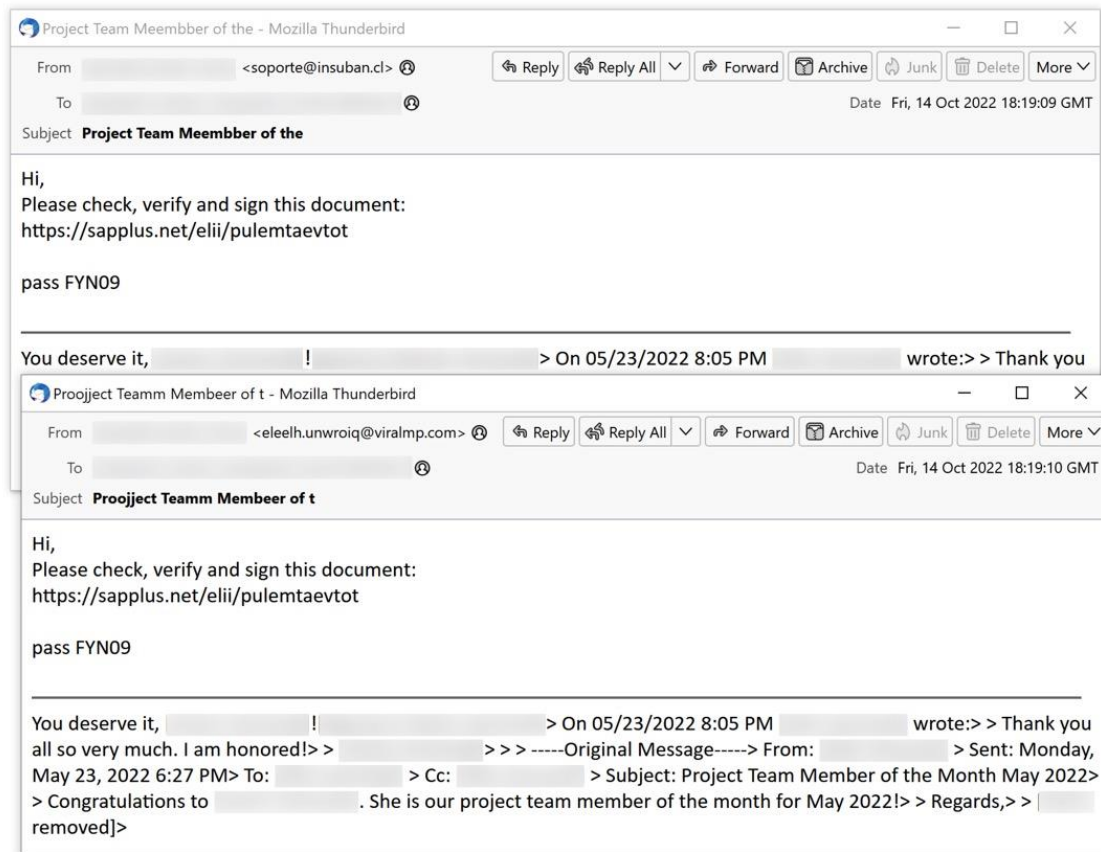 Project Team Meembber of the - Mozilla Thunderbird
From <soporte@insuban.cl> Reply Reply All Forward Archive Junk Delete More
To Date Fri, 14 Oct 2022 18:19:09 GMT
Subject Project Team Meembber of the
Hi,
Please check, verify and sign this document:
https://sapplus.net/elii/pulemtaevtot
pass FYN09
You deserve it, ! > On 05/23/2022 8:05 PM wrote:> > Thank you
Proojject Teamm Membeer of t - Mozilla Thunderbird
From <eleelh.unwroiq@viralmp.com> Reply Reply All Forward Archive Junk Delete More
To Date Fri, 14 Oct 2022 18:19:10 GMT
Subject Proojject Teamm Membeer of t
Hi,
Please check, verify and sign this document:
https://sapplus.net/elii/pulemtaevtot
pass FYN09
You deserve it, ! > On 05/23/2022 8:05 PM wrote:> > Thank you
all so very much. I am honored!> > > > > -----Original Message-----> From: > Sent: Monday,
May 23, 2022 6:27 PM> To: > Cc: > Subject: Project Team Member of the Month May 2022>
> Congratulations to . She is our project team member of the month for May 2022!> > Regards,> > [
removed]>